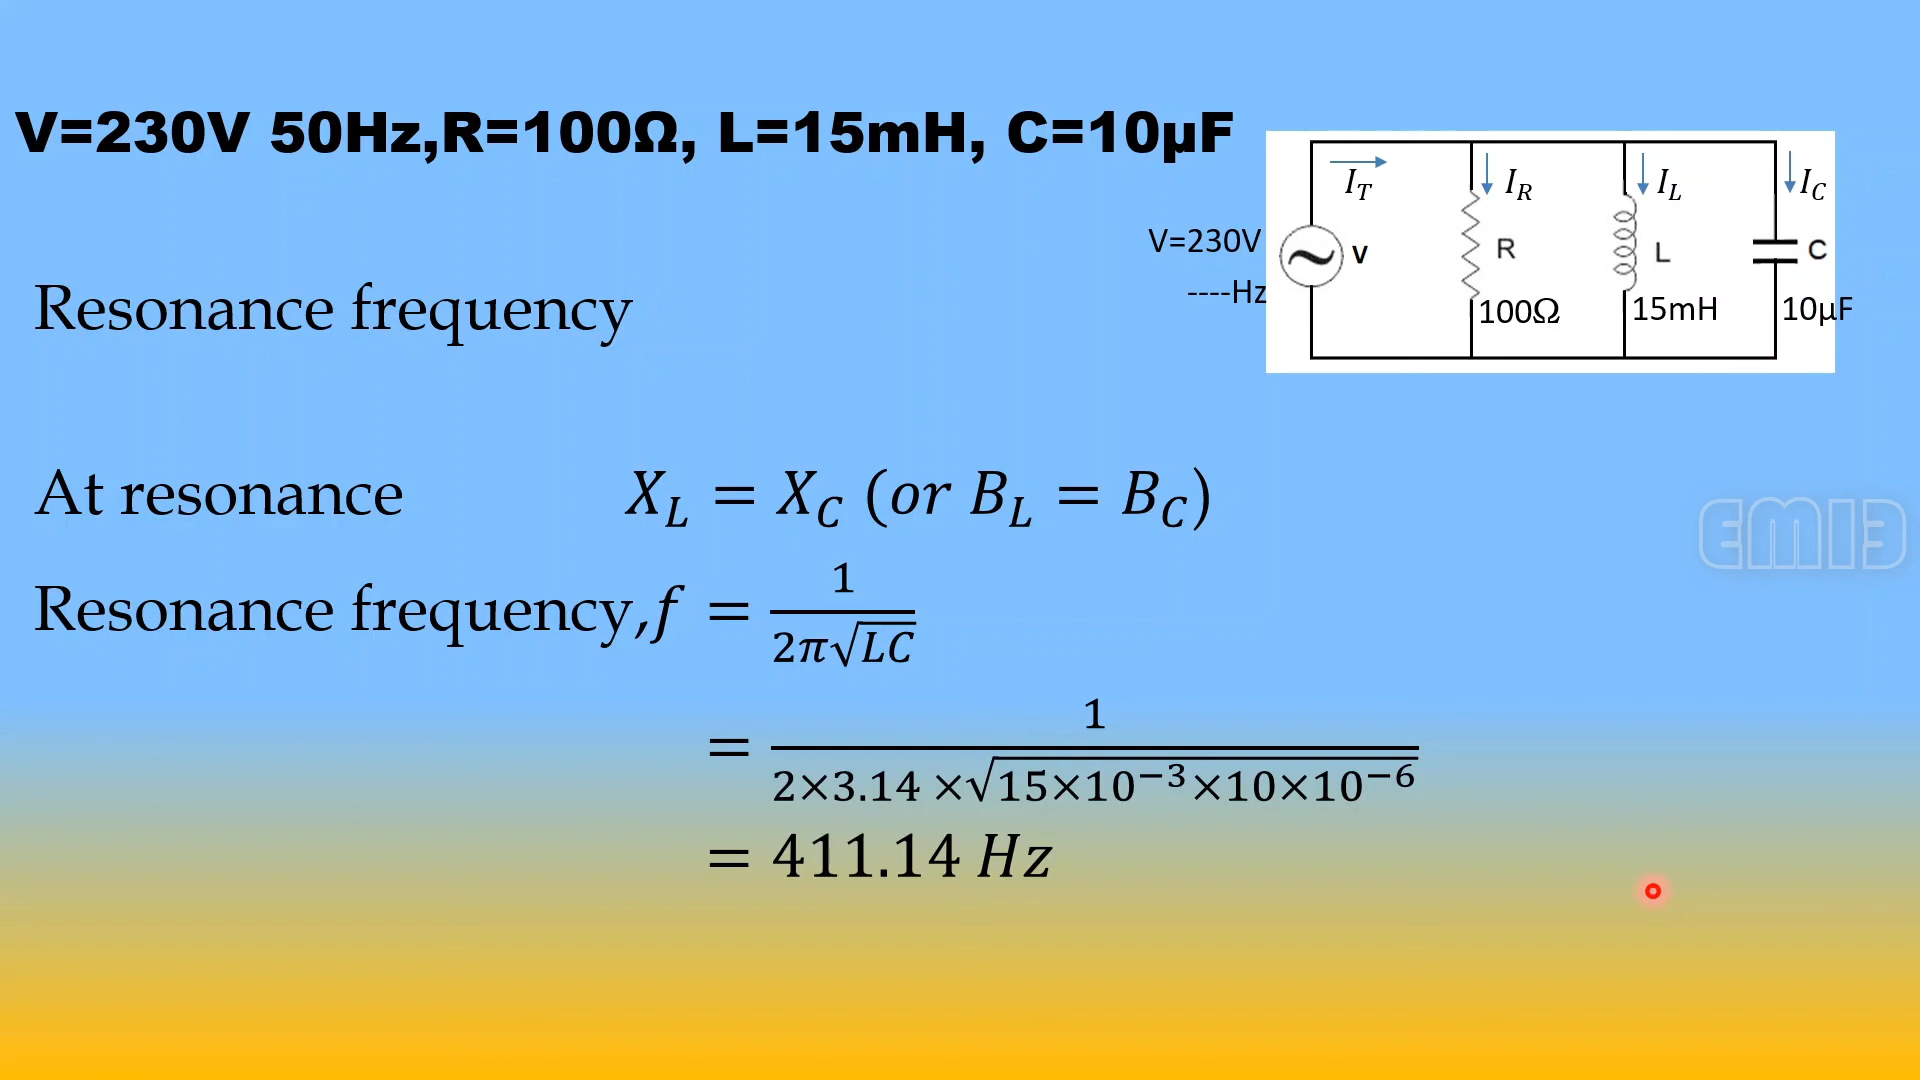 V=230V 50Hz,R=100Ω, L=15mH, C=10µF
I_T I_R I_L I_C
V=230V
V R L C
----Hz
100Ω 15mH 10µF
Resonance frequency
At resonance X_L = X_C (or B_L = B_C)
Resonance frequency,f = 1/(2π√LC)
= 1/(2×3.14 ×√(15×10⁻³×10×10⁻⁶))
= 411.14 Hz
EMI3